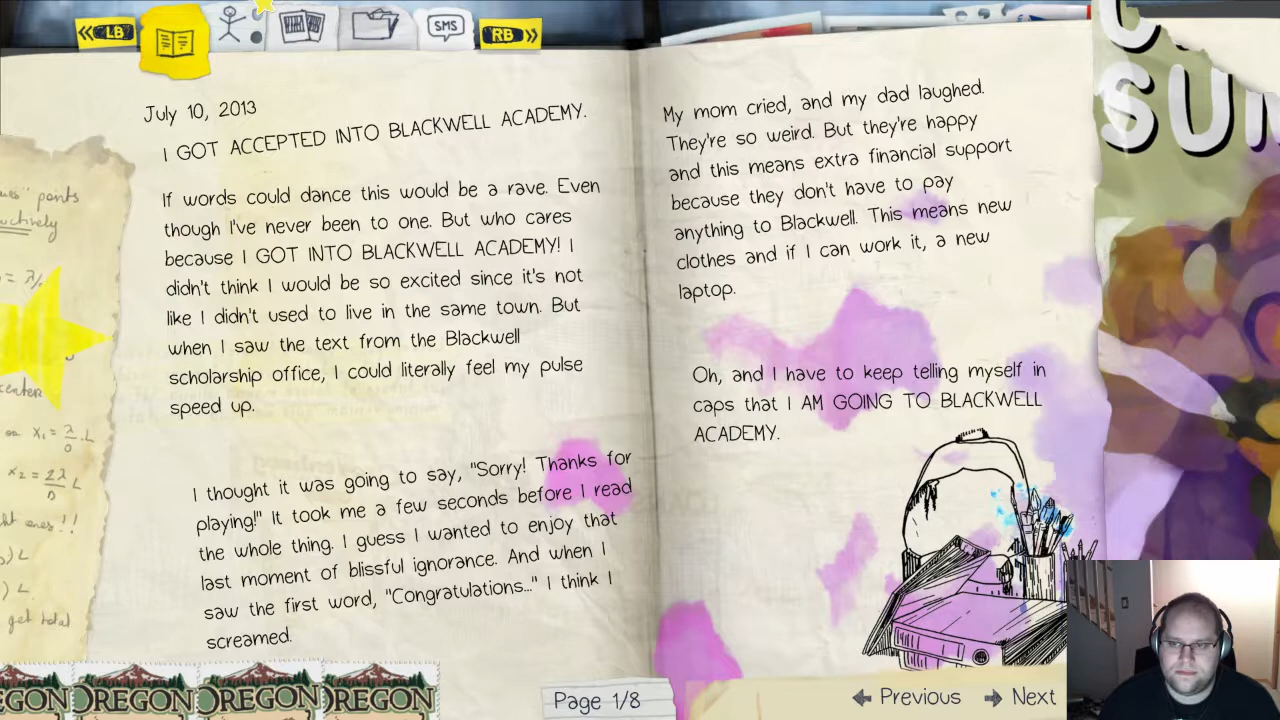 LB
SMS
RB
July 10, 2013
I GOT ACCEPTED INTO BLACKWELL ACADEMY.
If words could dance this would be a rave. Even
though I've never been to one. But who cares
because I GOT INTO BLACKWELL ACADEMY! I
didn't think I would be so excited since it's not
like I didn't used to live in the same town. But
when I saw the text from the Blackwell
scholarship office, I could literally feel my pulse
speed up.
I thought it was going to say, "Sorry! Thanks for
playing!" It took me a few seconds before I read
the whole thing. I guess I wanted to enjoy that
last moment of blissful ignorance. And when I
saw the first word, "Congratulations..." I think I
screamed.
My mom cried, and my dad laughed.
They're so weird. But they're happy
and this means extra financial support
because they don't have to pay
anything to Blackwell. This means new
clothes and if I can work it, a new
laptop.
Oh, and I have to keep telling myself in
caps that I AM GOING TO BLACKWELL
ACADEMY.
points
get total
EGON OREGON OREGON OREGON
Page 1/8
Previous
Next